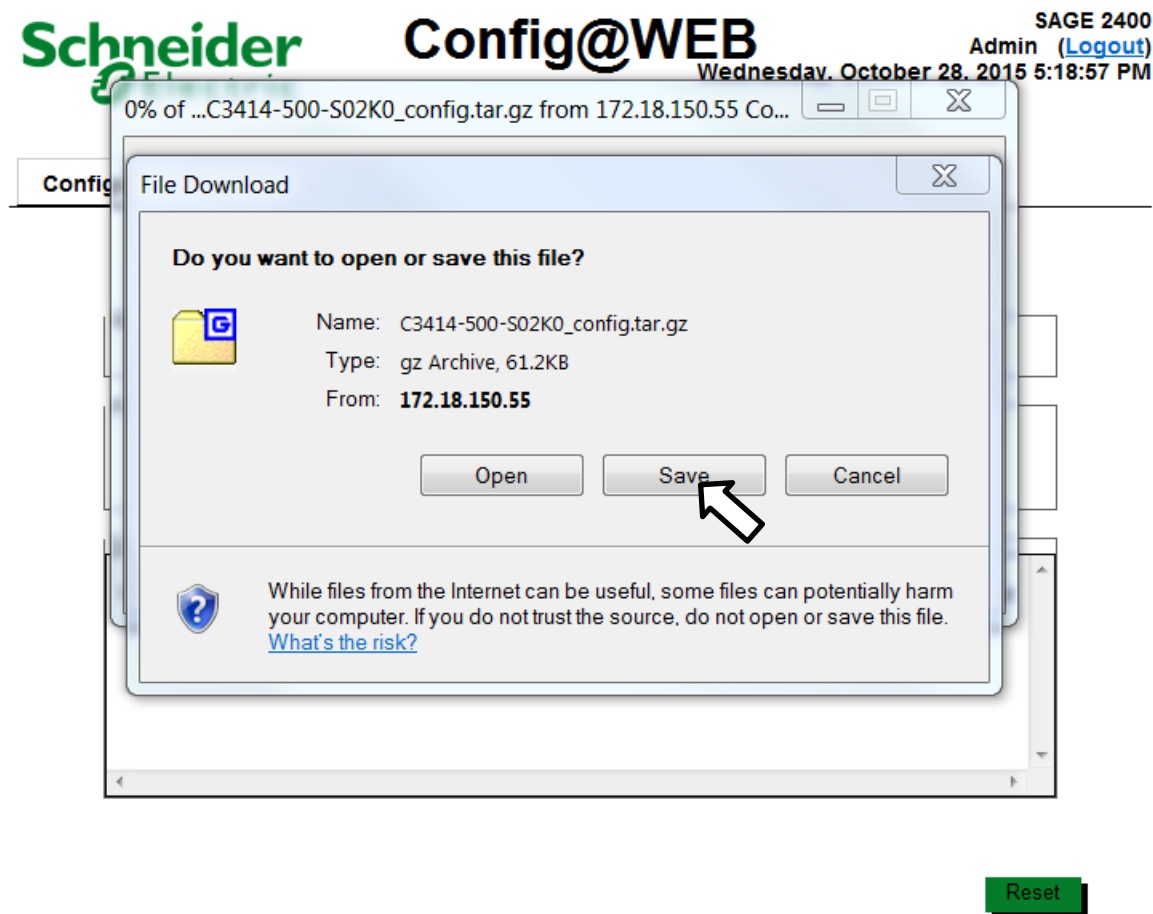 Schneider
Electric
Config@WEB
SAGE 2400
Admin (Logout)
Wednesday, October 28, 2015 5:18:57 PM
0% of ...C3414-500-S02K0_config.tar.gz from 172.18.150.55 Co...
Config
File Download
Do you want to open or save this file?
G
Name: C3414-500-S02K0_config.tar.gz
Type: gz Archive, 61.2KB
From: 172.18.150.55
Open Save Cancel
While files from the Internet can be useful, some files can potentially harm
your computer. If you do not trust the source, do not open or save this file.
What's the risk?
Reset